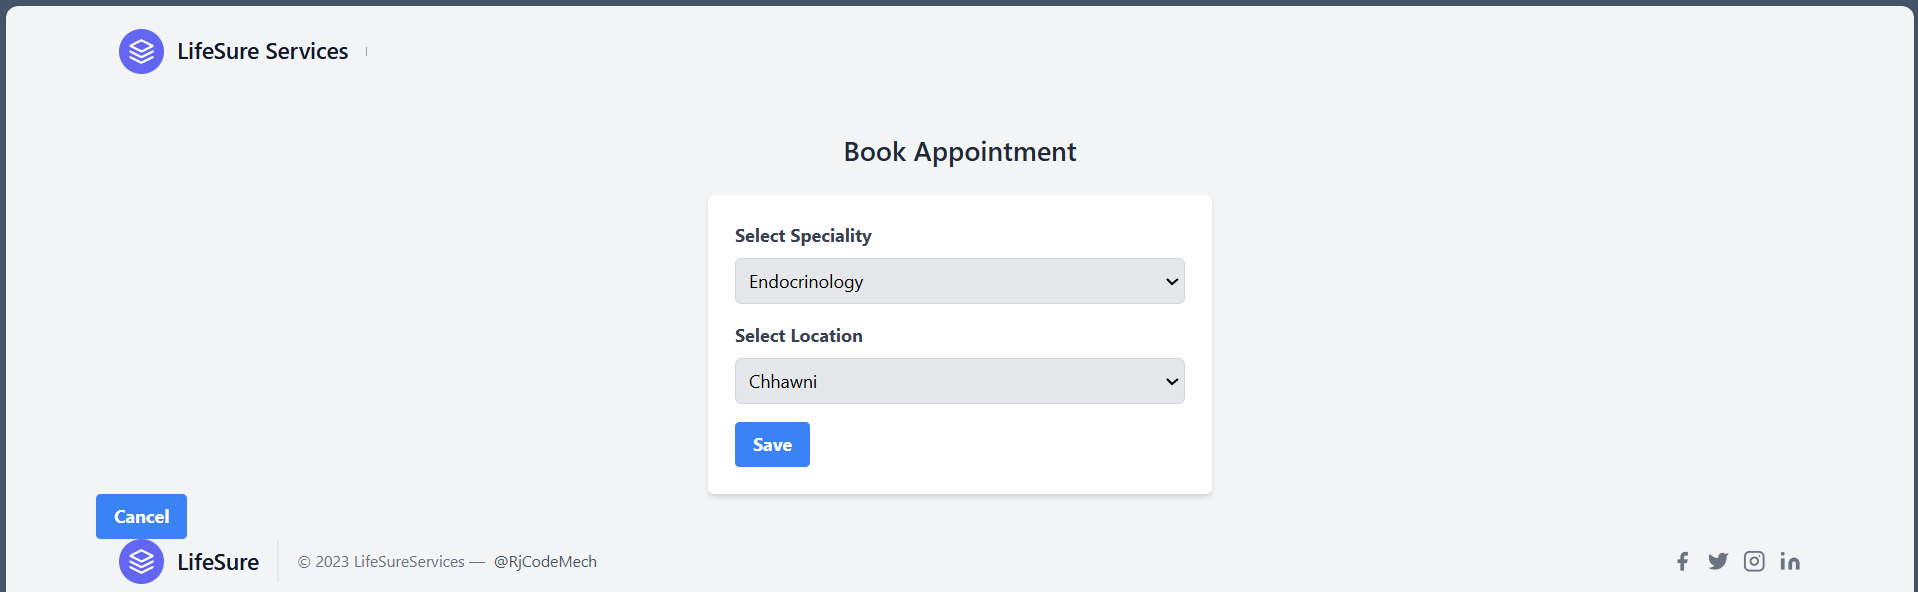 LifeSure Services
Book Appointment
Select Speciality
Endocrinology
Select Location
Chhawni
Save
Cancel
LifeSure
© 2023 LifeSureServices — @RjCodeMech